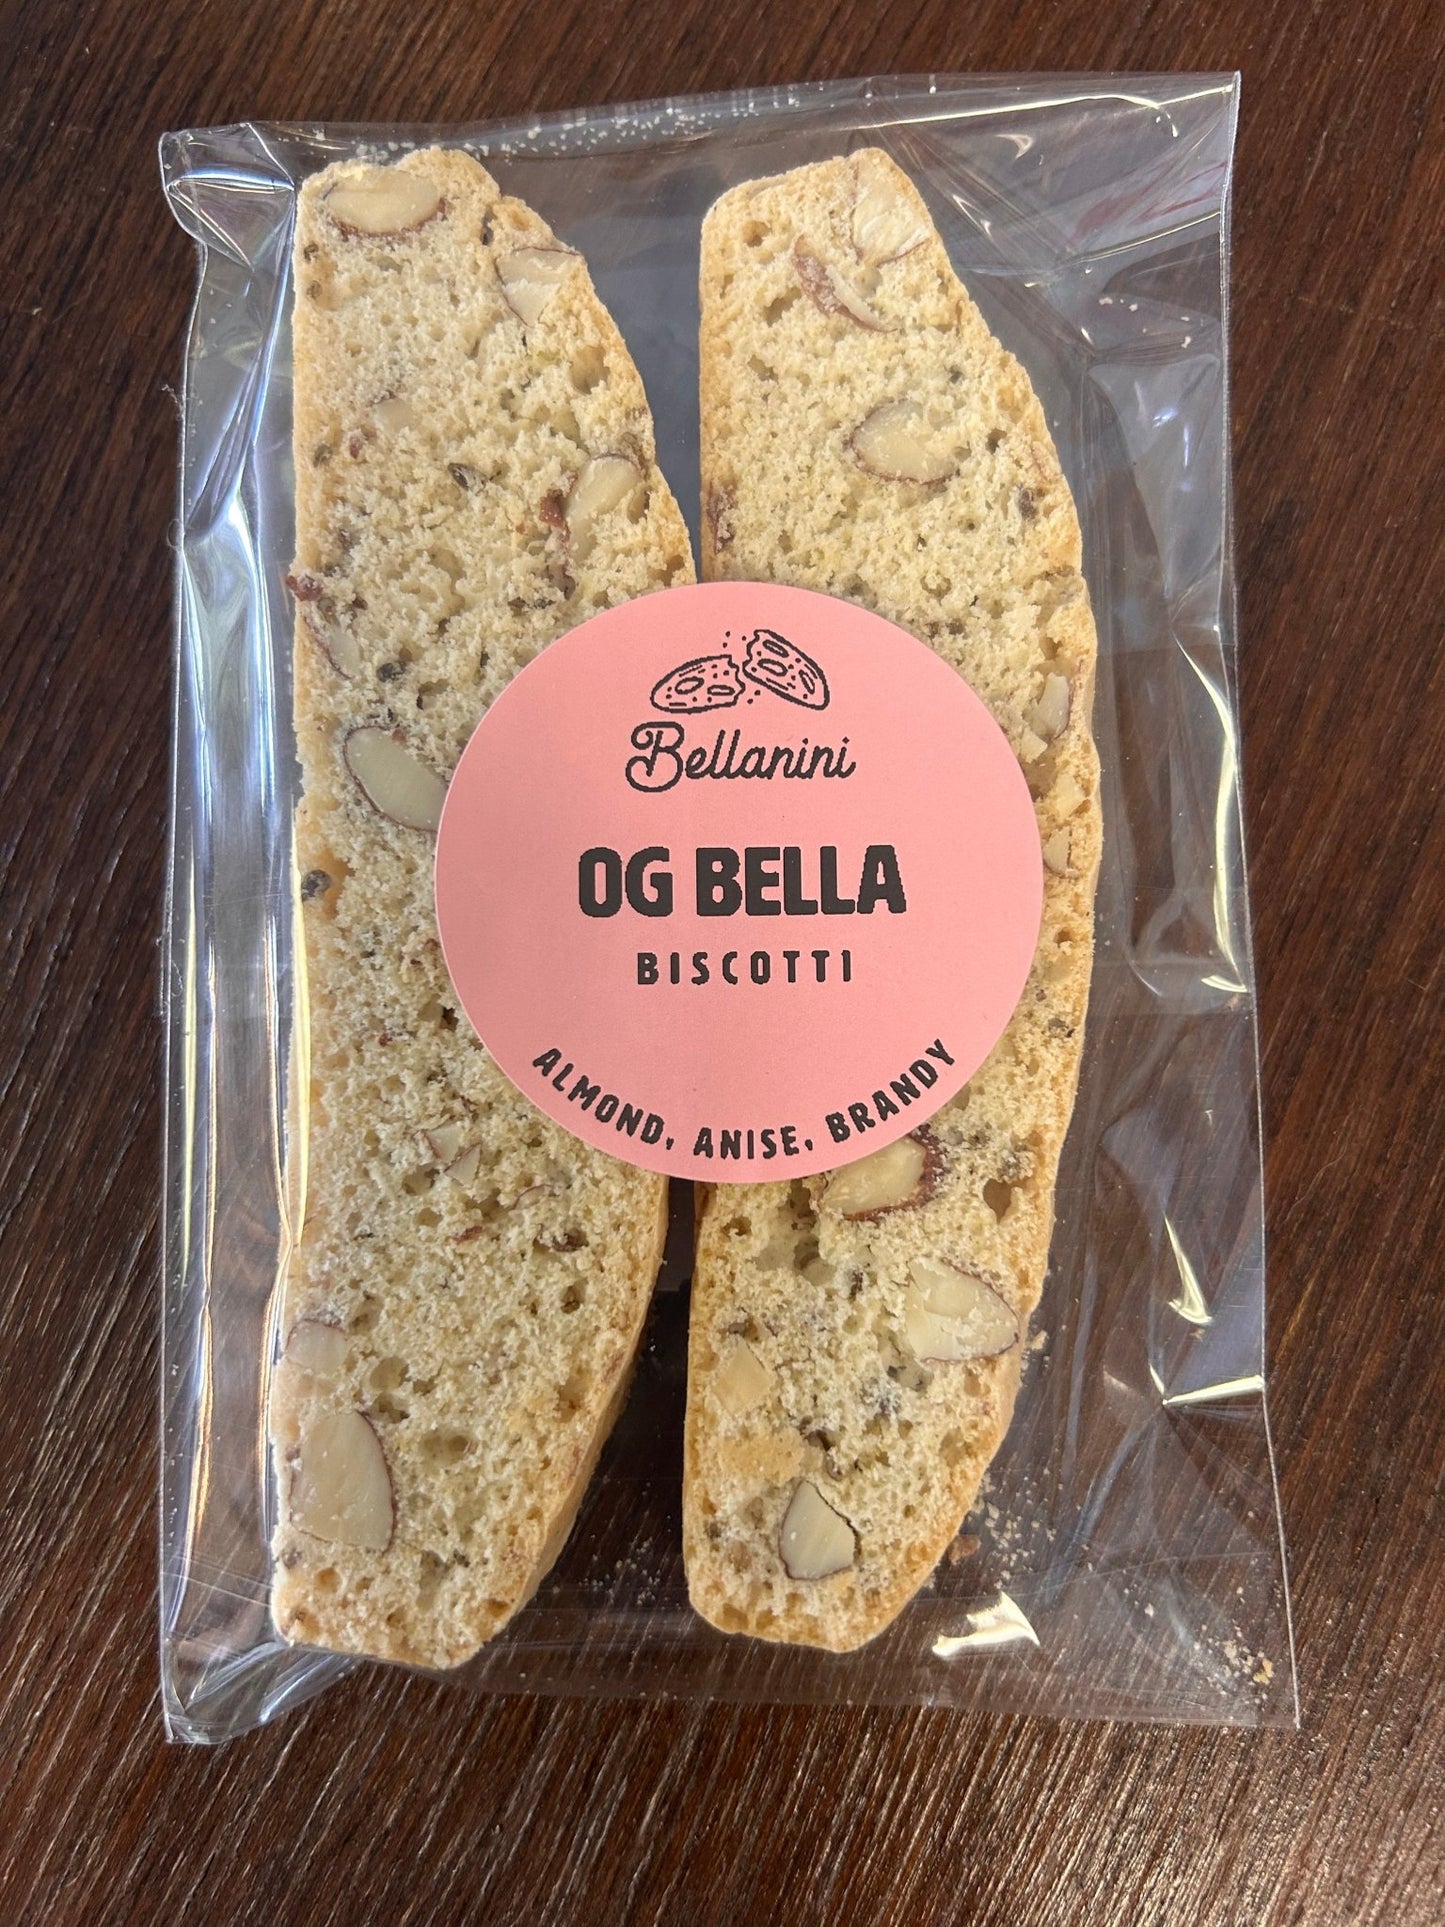 Bellanini
OG BELLA
BISCOTTI
ALMOND, ANISE, BRANDY